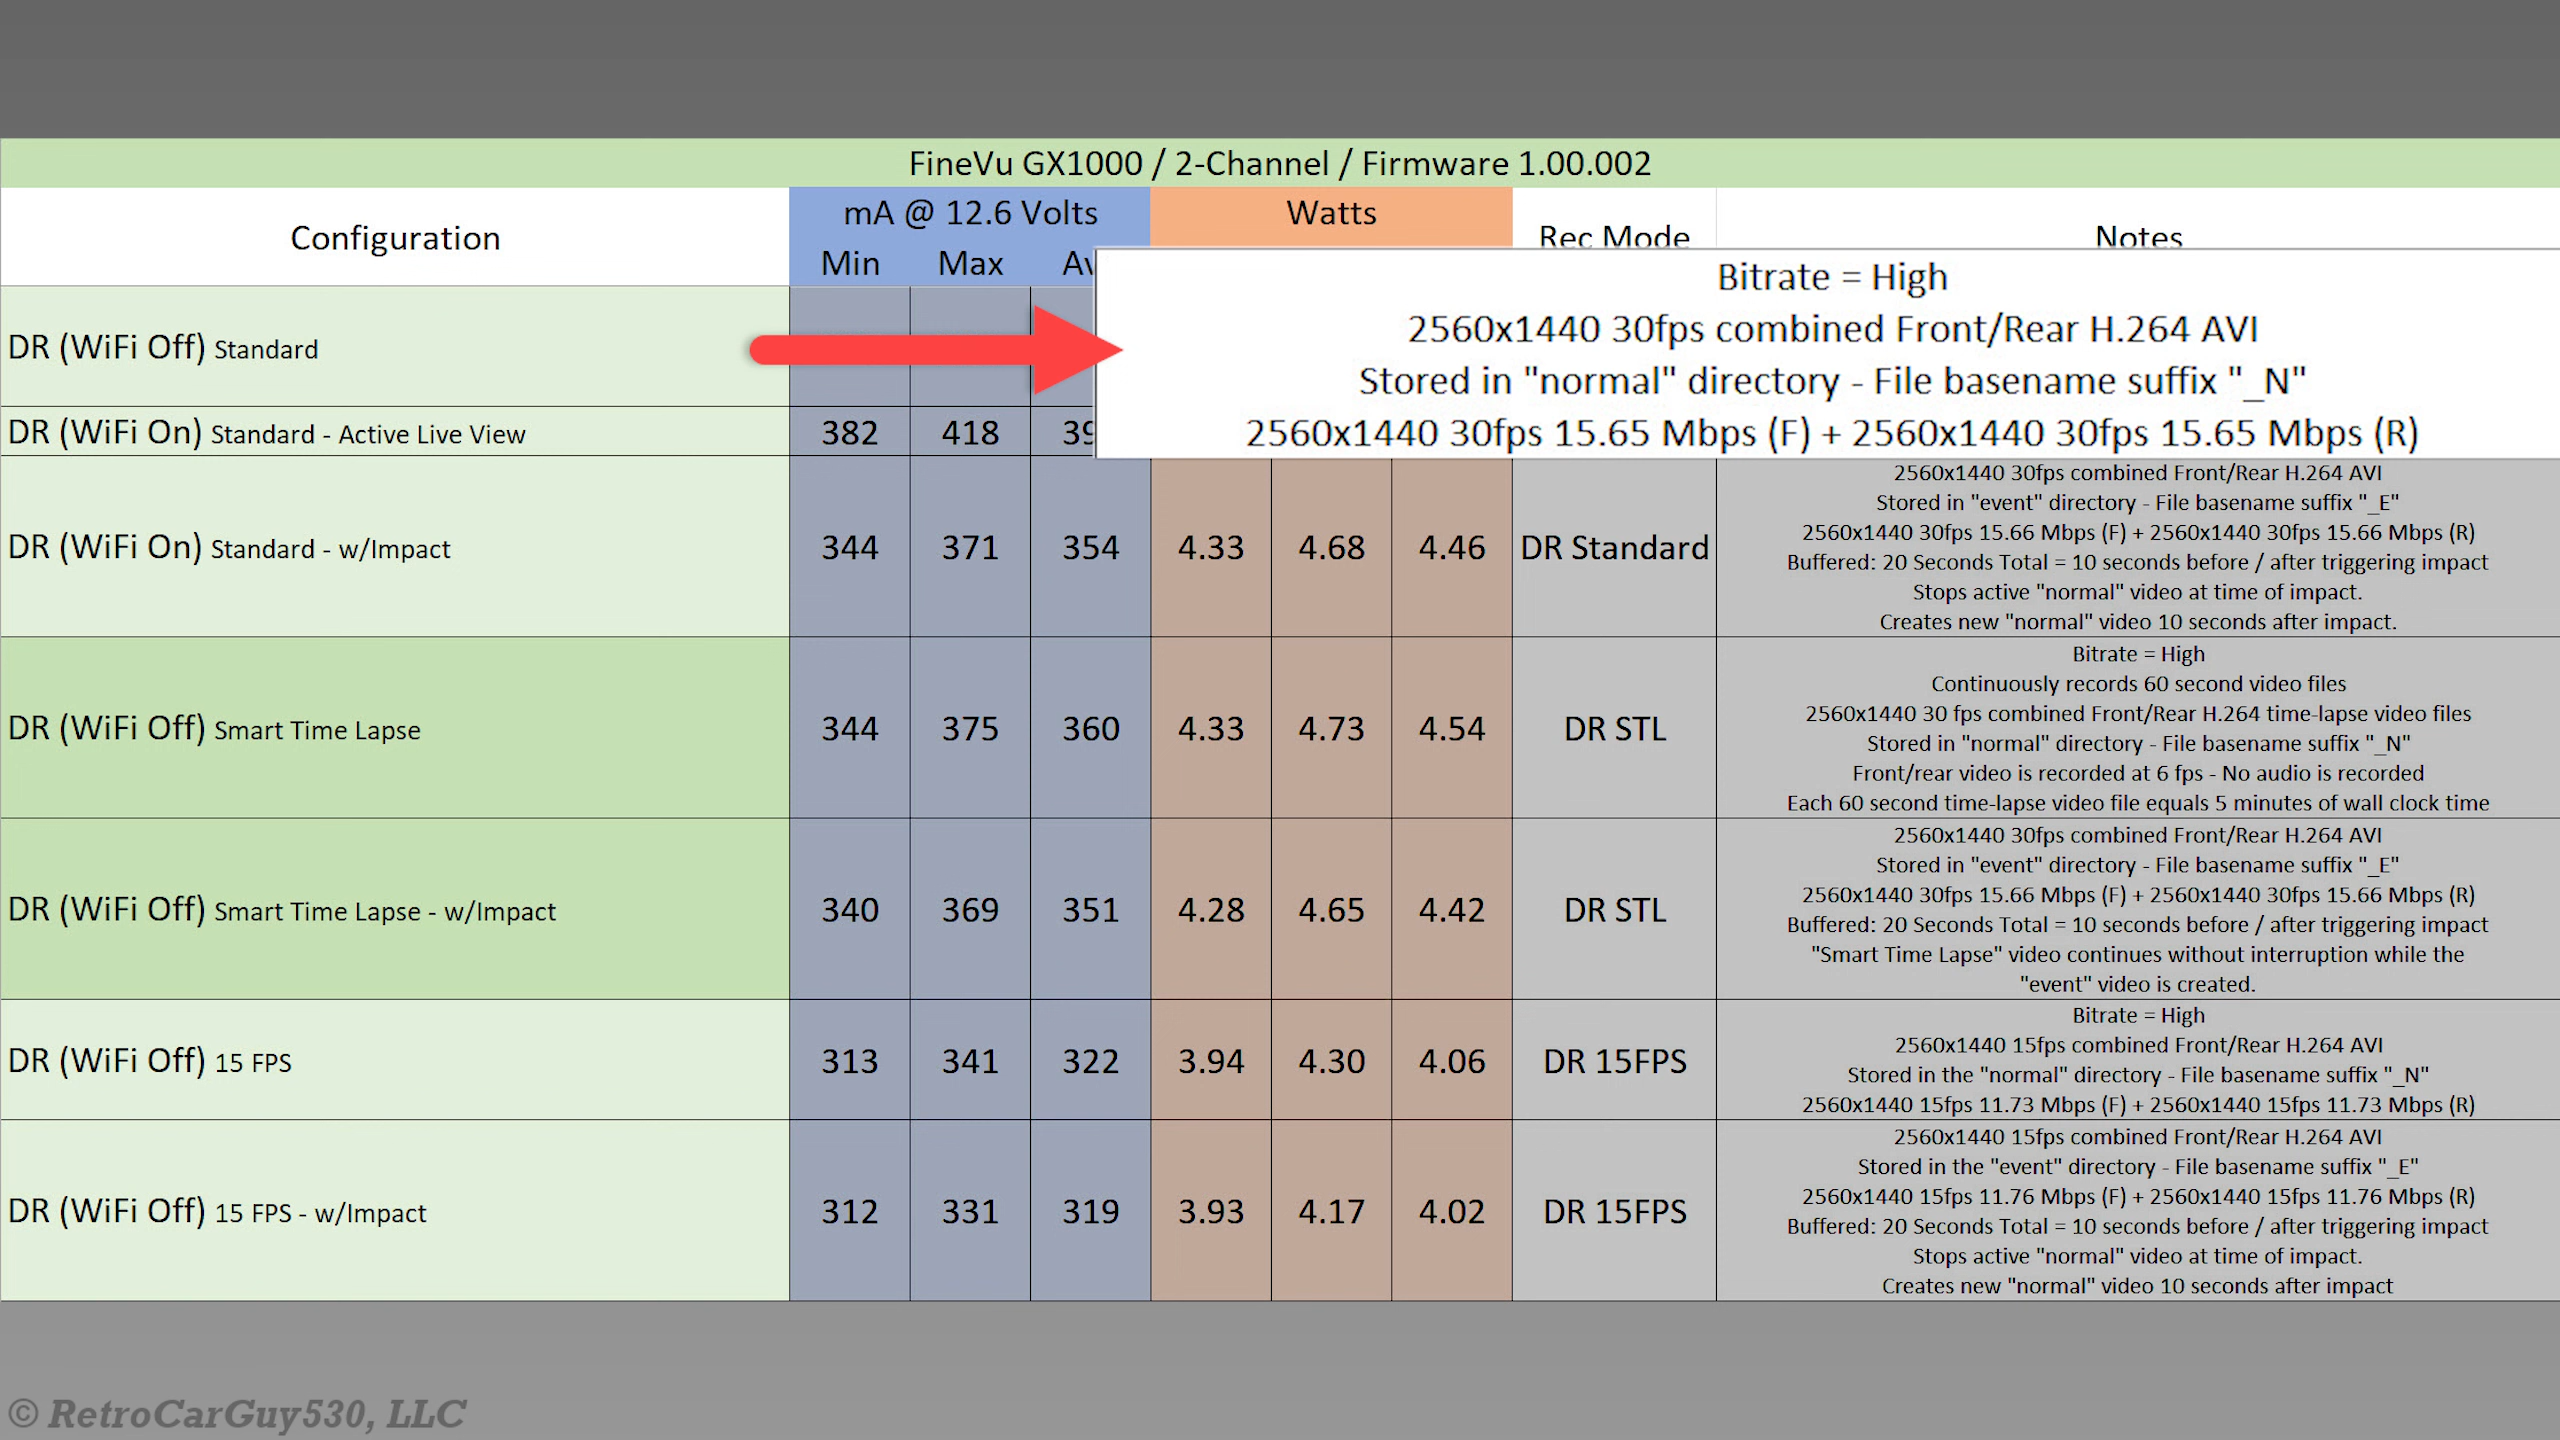 FineVu GX1000 / 2-Channel / Firmware 1.00.002
Configuration
mA @ 12.6 Volts
Watts
Rec Mode
Notes
Min Max
Bitrate = High
2560x1440 30fps combined Front/Rear H.264 AVI
Stored in "normal" directory - File basename suffix "_N"
2560x1440 30fps 15.65 Mbps (F) + 2560x1440 30fps 15.65 Mbps (R)
DR (WiFi Off) Standard
DR (WiFi On) Standard - Active Live View 382 418
DR (WiFi On) Standard - w/Impact 344 371 354 4.33 4.68 4.46 DR Standard
2560x1440 30fps combined Front/Rear H.264 AVI
Stored in "event" directory - File basename suffix "_E"
2560x1440 30fps 15.66 Mbps (F) + 2560x1440 30fps 15.66 Mbps (R)
Buffered: 20 Seconds Total = 10 seconds before / after triggering impact
Stops active "normal" video at time of impact.
Creates new "normal" video 10 seconds after impact.
DR (WiFi Off) Smart Time Lapse 344 375 360 4.33 4.73 4.54 DR STL
Bitrate = High
Continuously records 60 second video files
2560x1440 30 fps combined Front/Rear H.264 time-lapse video files
Stored in "normal" directory - File basename suffix "_N"
Front/rear video is recorded at 6 fps - No audio is recorded
Each 60 second time-lapse video file equals 5 minutes of wall clock time
DR (WiFi Off) Smart Time Lapse - w/Impact 340 369 351 4.28 4.65 4.42 DR STL
2560x1440 30fps combined Front/Rear H.264 AVI
Stored in "event" directory - File basename suffix "_E"
2560x1440 30fps 15.66 Mbps (F) + 2560x1440 30fps 15.66 Mbps (R)
Buffered: 20 Seconds Total = 10 seconds before / after triggering impact
"Smart Time Lapse" video continues without interruption while the
"event" video is created.
DR (WiFi Off) 15 FPS 313 341 322 3.94 4.30 4.06 DR 15FPS
Bitrate = High
2560x1440 15fps combined Front/Rear H.264 AVI
Stored in the "normal" directory - File basename suffix "_N"
2560x1440 15fps 11.73 Mbps (F) + 2560x1440 15fps 11.73 Mbps (R)
DR (WiFi Off) 15 FPS - w/Impact 312 331 319 3.93 4.17 4.02 DR 15FPS
2560x1440 15fps combined Front/Rear H.264 AVI
Stored in the "event" directory - File basename suffix "_E"
2560x1440 15fps 11.76 Mbps (F) + 2560x1440 15fps 11.76 Mbps (R)
Buffered: 20 Seconds Total = 10 seconds before / after triggering impact
Stops active "normal" video at time of impact.
Creates new "normal" video 10 seconds after impact
© RetroCarGuy530, LLC